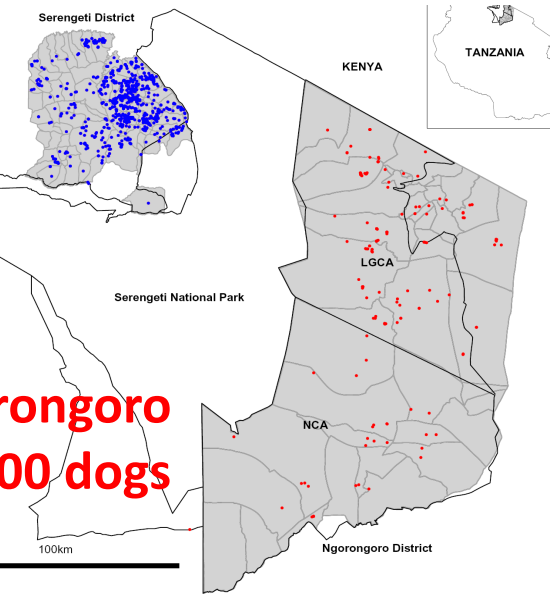 Serengeti District
KENYA
TANZANIA
LGCA
Serengeti National Park
rongoro
NCA
00 dogs
100km
Ngorongoro District